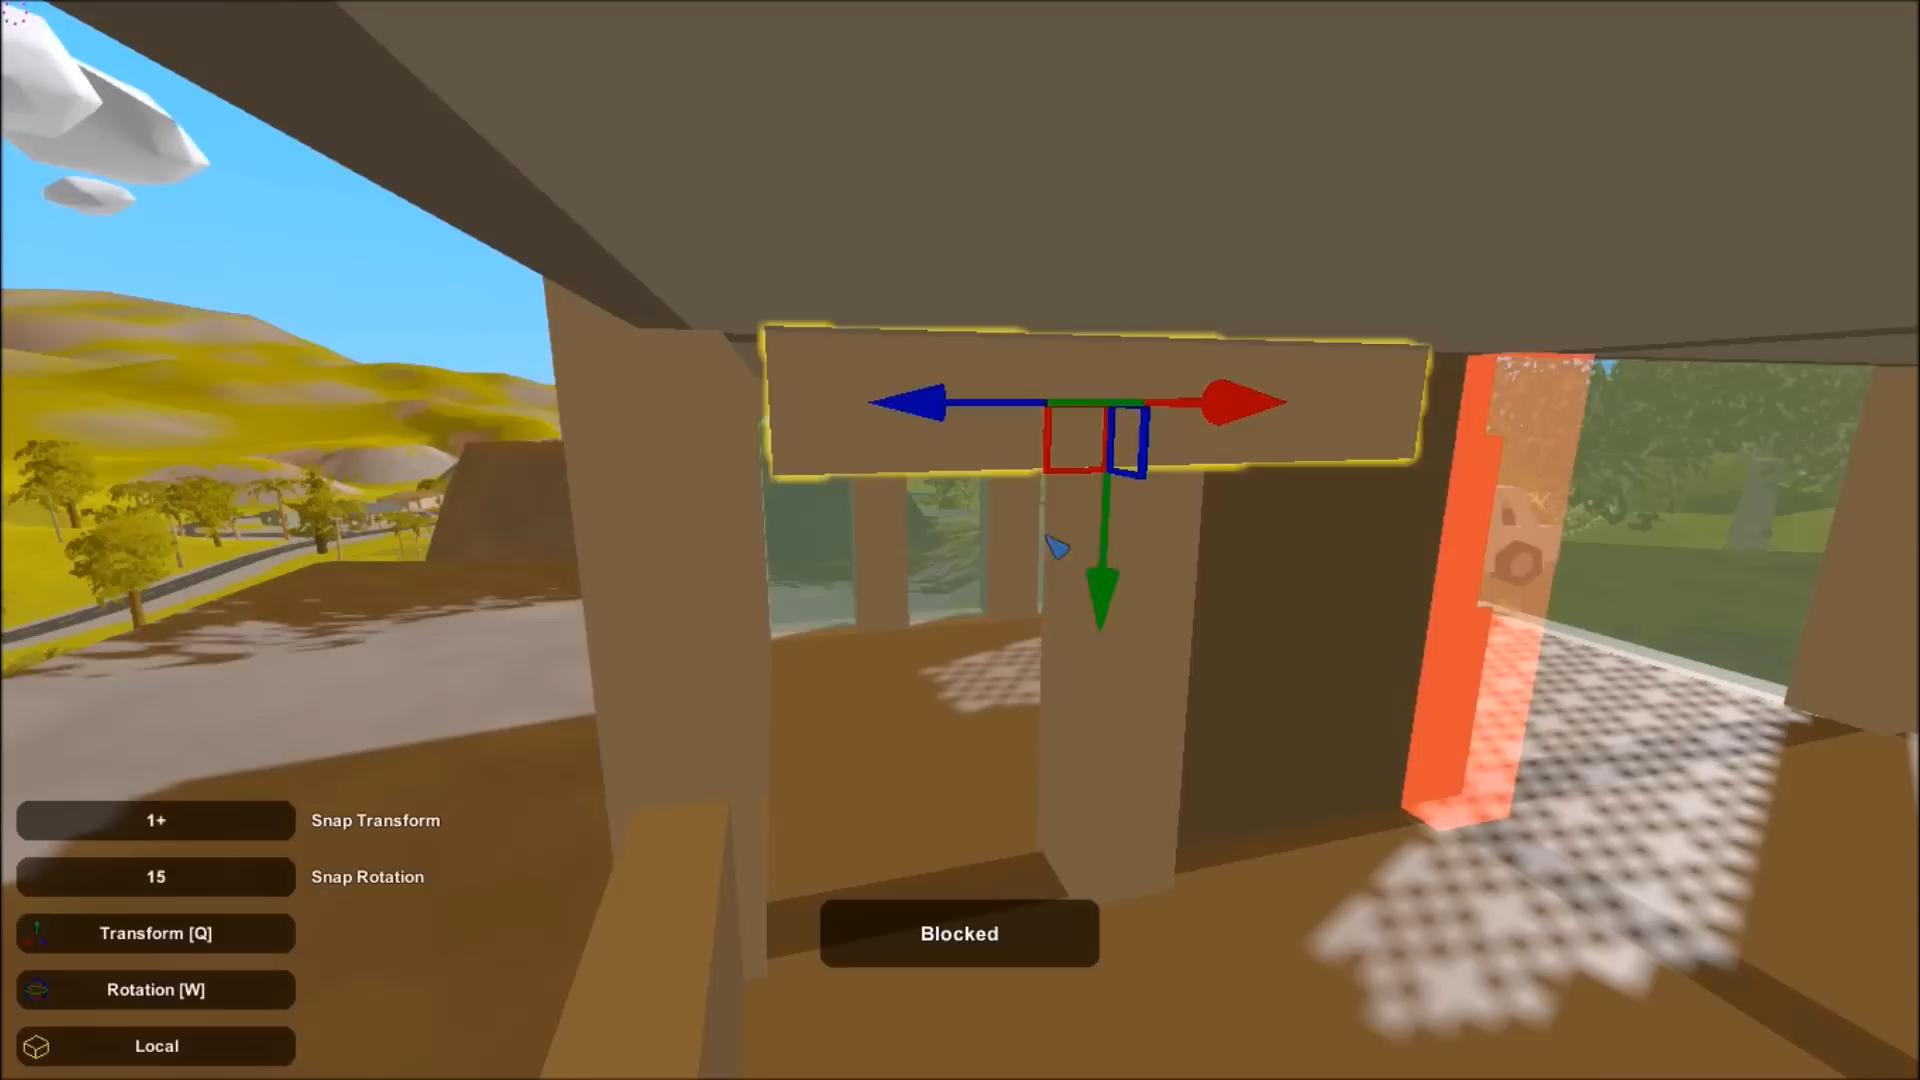 1+ Snap Transform
15 Snap Rotation
Transform [Q]
Blocked
Rotation [W]
Local